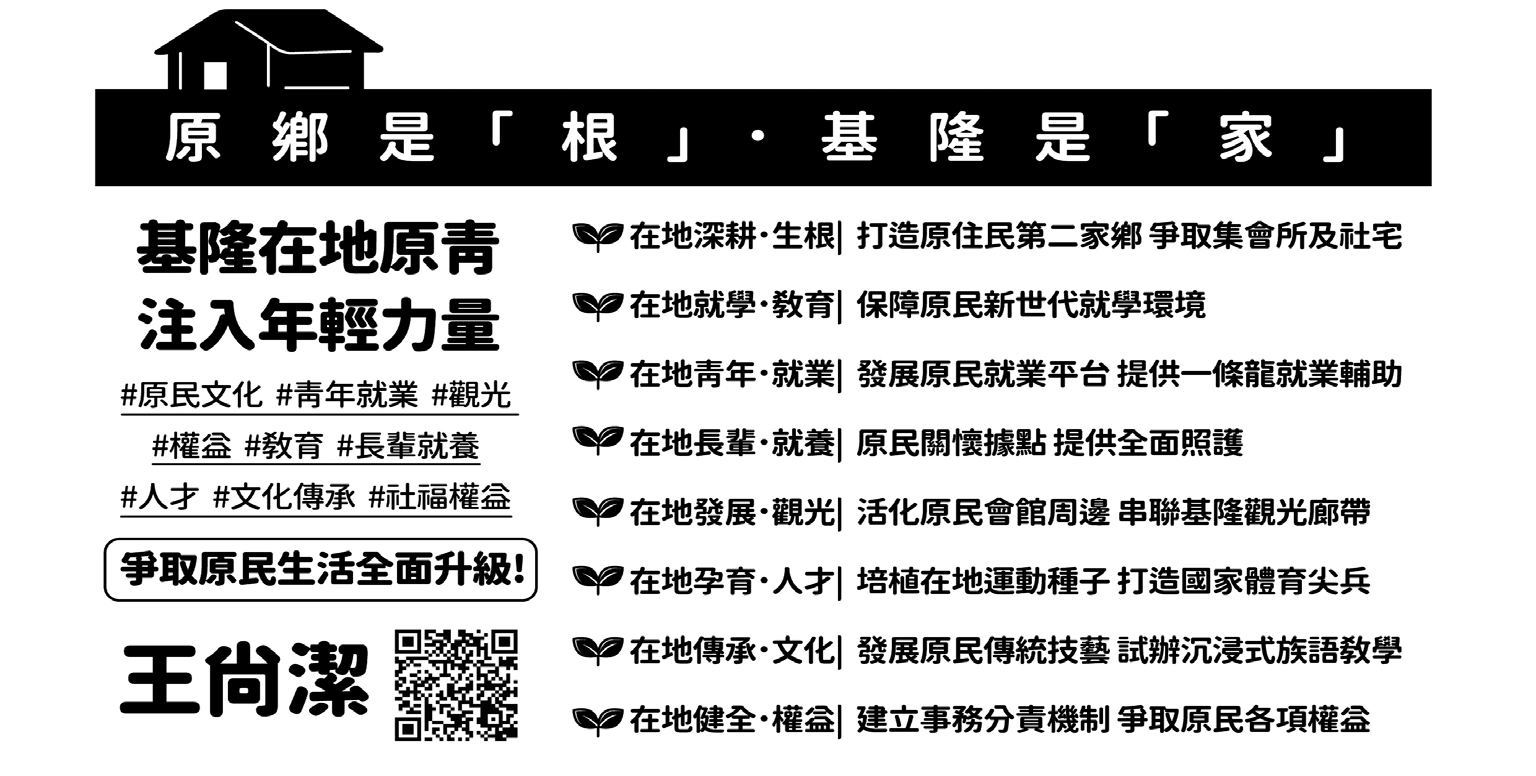 原鄉是「根」·基隆是「家」
基隆在地原青
注入年輕力量
#原民文化 #青年就業 #觀光
#權益 #教育 #長輩就養
#人才 #文化傳承 #社福權益
爭取原民生活全面升級!
王尙潔
在地深耕·生根| 打造原住民第二家鄉 爭取集會所及社宅
在地就學·教育| 保障原民新世代就學環境
在地青年·就業| 發展原民就業平台 提供一條龍就業輔助
在地長輩·就養| 原民關懷據點 提供全面照護
在地發展·觀光| 活化原民會館周邊 串聯基隆觀光廊帶
在地孕育·人才| 培植在地運動種子 打造國家體育尖兵
在地傳承·文化| 發展原民傳統技藝 試辦沉浸式族語教學
在地健全·權益| 建立事務分責機制 爭取原民各項權益